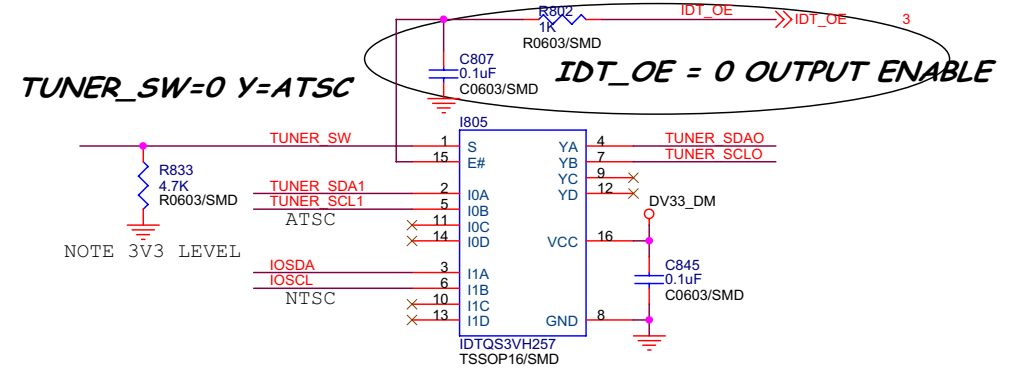 R802
1K
R0603/SMD
IDT_OE
IDT_OE
3
C807
0.1uF
C0603/SMD
IDT_OE = 0 OUTPUT ENABLE
TUNER_SW=0 Y=ATSC
I805
TUNER_SW
1
S
15
E#
R833
4.7K
R0603/SMD
NOTE 3V3 LEVEL
TUNER_SDA1
2
I0A
TUNER_SCL1
5
I0B
ATSC
11
I0C
14
I0D
IOSDA
3
I1A
IOSCL
6
I1B
NTSC
10
I1C
13
I1D
YA
4
TUNER_SDAO
YB
7
TUNER_SCLO
YC
9
YD
12
DV33_DM
VCC
16
C845
0.1uF
C0603/SMD
GND
8
IDTQS3VH257
TSSOP16/SMD